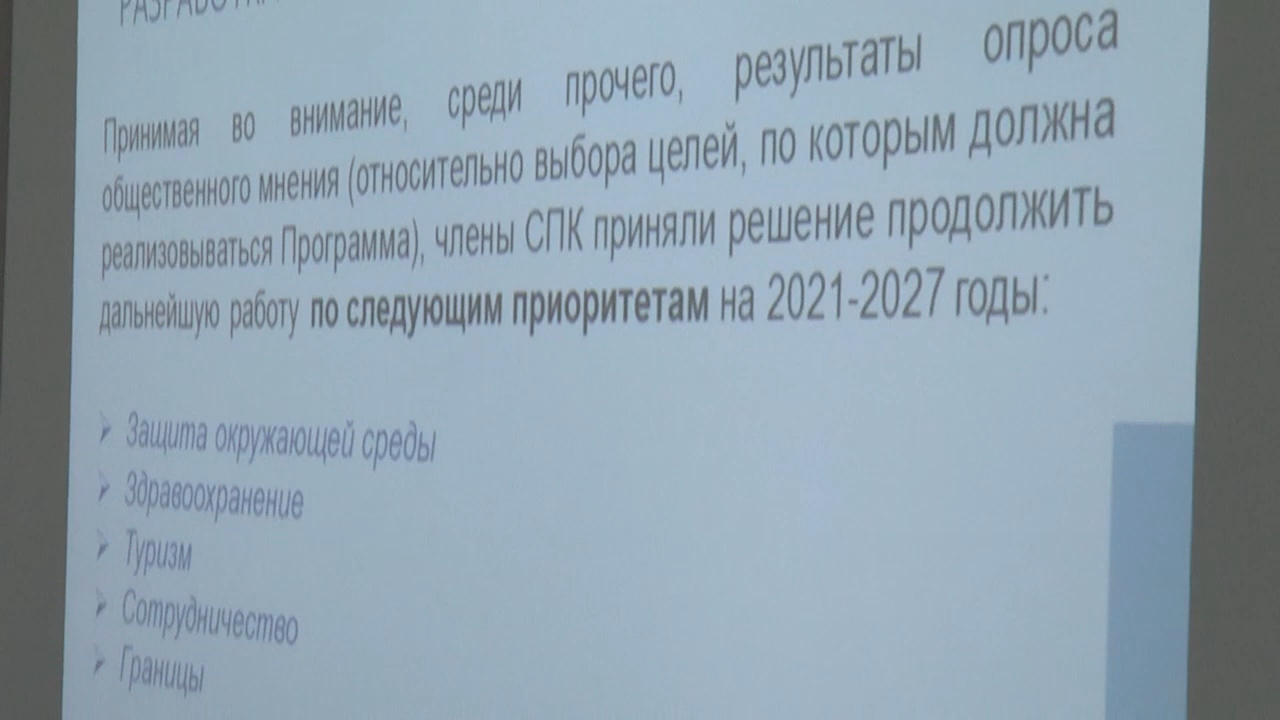 Принимая во внимание, среди прочего, результаты опроса
общественного мнения (относительно выбора целей, по которым должна
реализовываться Программа), члены СПК приняли решение продолжить
дальнейшую работу по следующим приоритетам на 2021-2027 годы:
Защита окружающей среды
Здравоохранение
Туризм
Сотрудничество
Границы